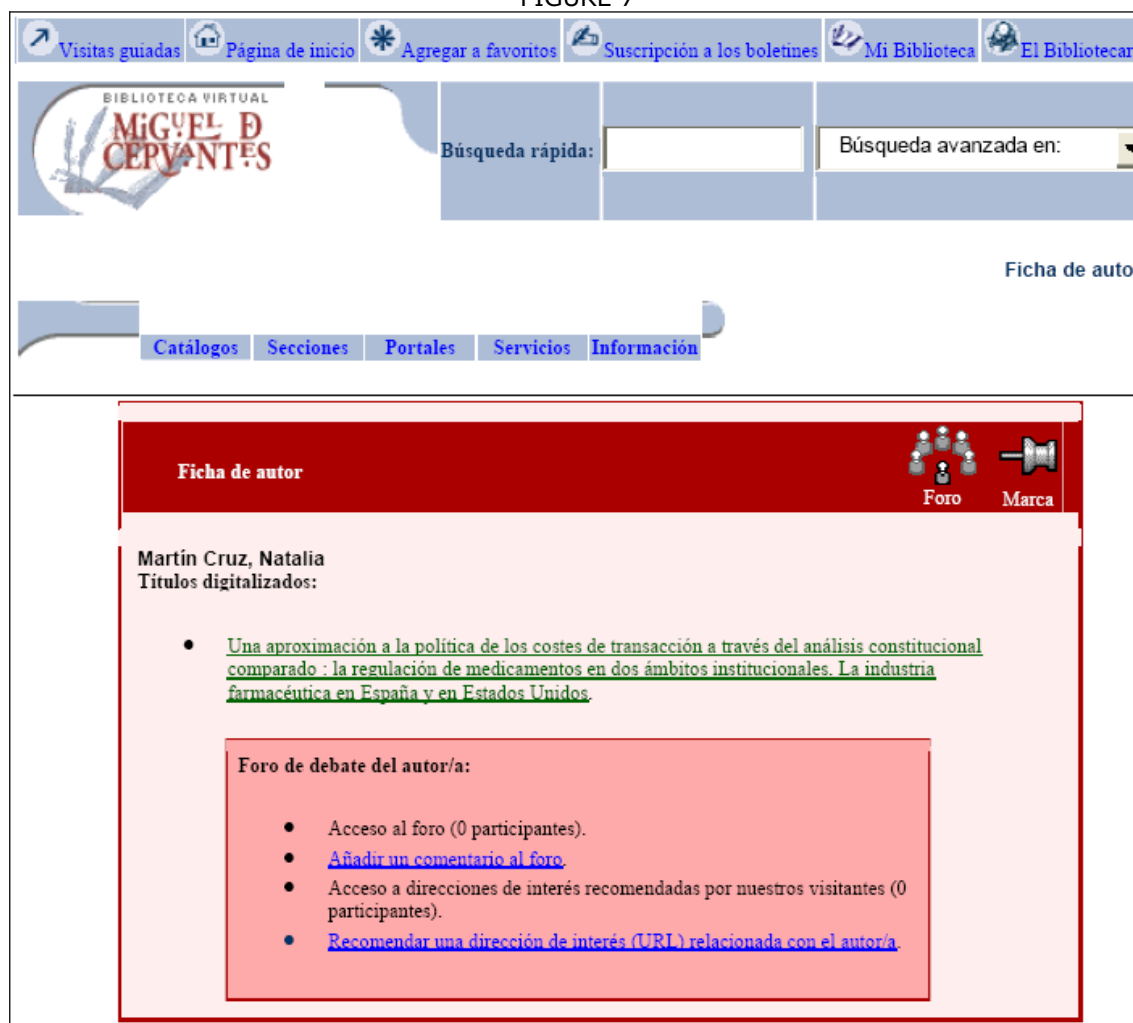 FIGURE 7
Visitas guiadas Página de inicio Agregar a favoritos Suscripción a los boletines Mi Biblioteca El Bibliotecar
BIBLIOTECA VIRTUAL
MiGUEL D
CERVANTES
Búsqueda rápida: Búsqueda avanzada en:
Ficha de auto
Catálogos Secciones Portales Servicios Información
Ficha de autor
Foro Marca
Martín Cruz, Natalia
Títulos digitalizados:
Una aproximación a la política de los costes de transacción a través del análisis constitucional
comparado : la regulación de medicamentos en dos ámbitos institucionales. La industria
farmacéutica en España y en Estados Unidos.
Foro de debate del autor/a:
Acceso al foro (0 participantes).
Añadir un comentario al foro.
Acceso a direcciones de interés recomendadas por nuestros visitantes (0
participantes).
Recomendar una dirección de interés (URL) relacionada con el autor/a.